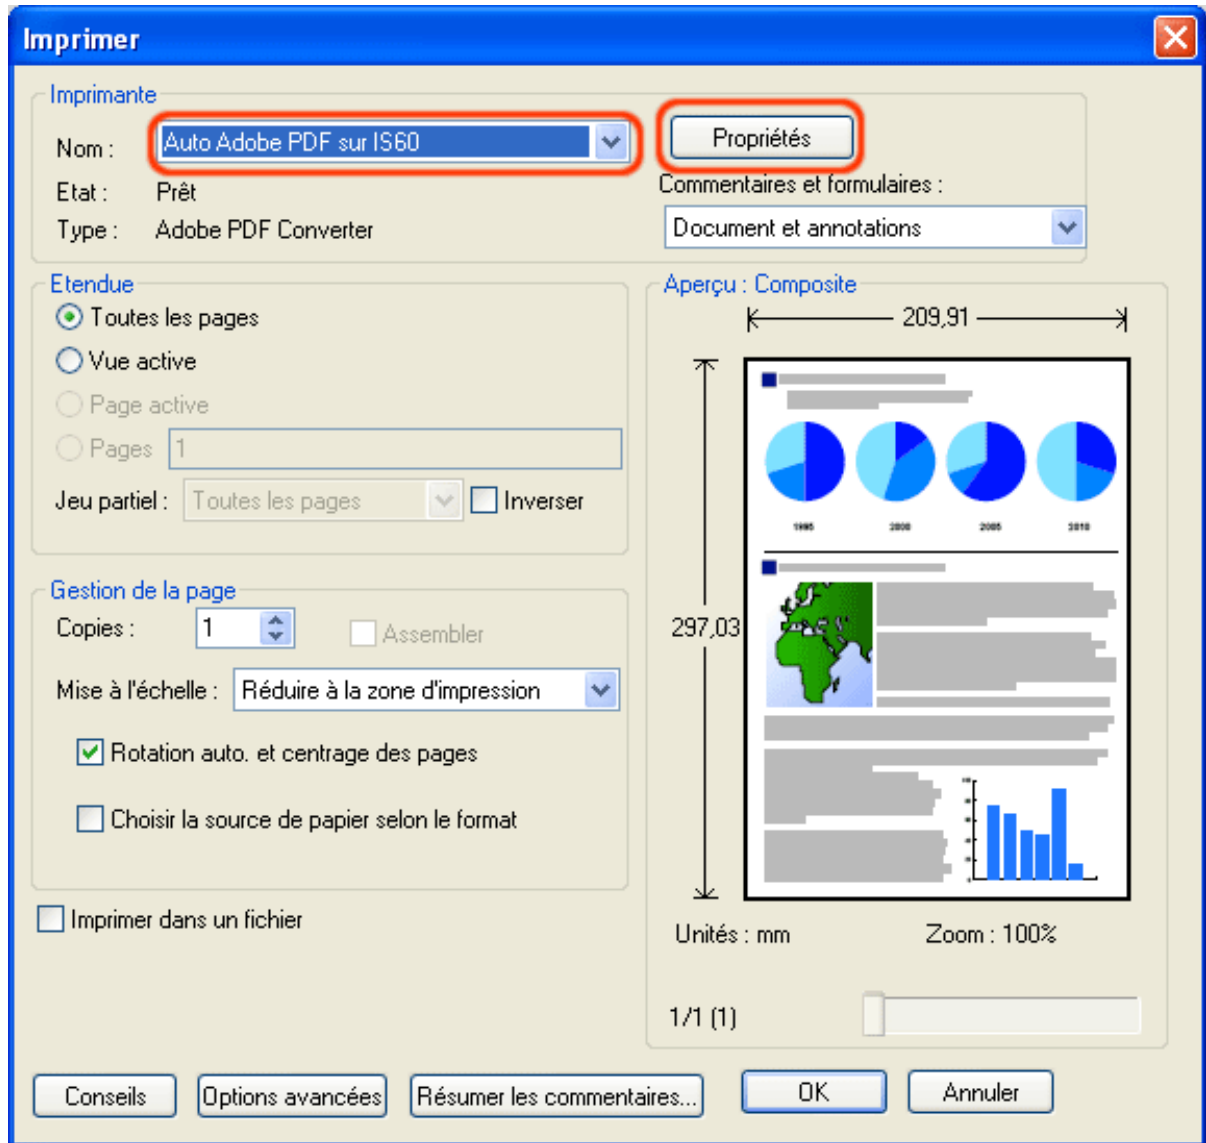 Imprimer
Imprimante
Nom : Auto Adobe PDF sur IS60 Propriétés
Etat : Prêt
Commentaires et formulaires :
Type : Adobe PDF Converter
Document et annotations
Etendue
Toutes les pages
Vue active
Page active
Pages 1
Jeu partiel : Toutes les pages Inverser
Gestion de la page
Copies : 1 Assembler
Mise à l'échelle : Réduire à la zone d'impression
Rotation auto. et centrage des pages
Choisir la source de papier selon le format
Imprimer dans un fichier
Aperçu : Composite
209,91
1995 2000 2005 2010
297,03
Unités : mm Zoom : 100%
1/1 (1)
Conseils Options avancées Résumer les commentaires... OK Annuler